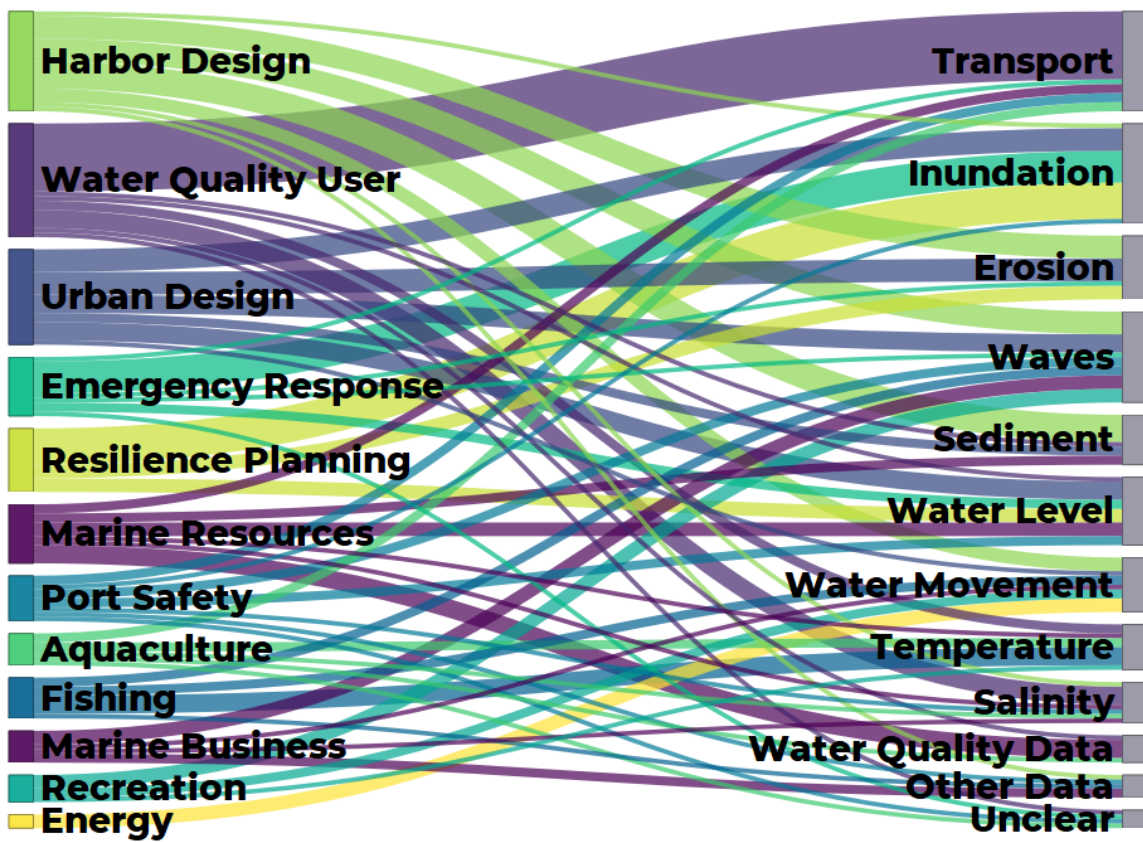 Harbor Design
Water Quality User
Urban Design
Emergency Response
Resilience Planning
Marine Resources
Port Safety
Aquaculture
Fishing
Marine Business
Recreation
Energy
Transport
Inundation
Erosion
Waves
Sediment
Water Level
Water Movement
Temperature
Salinity
Water Quality Data
Other Data
Unclear